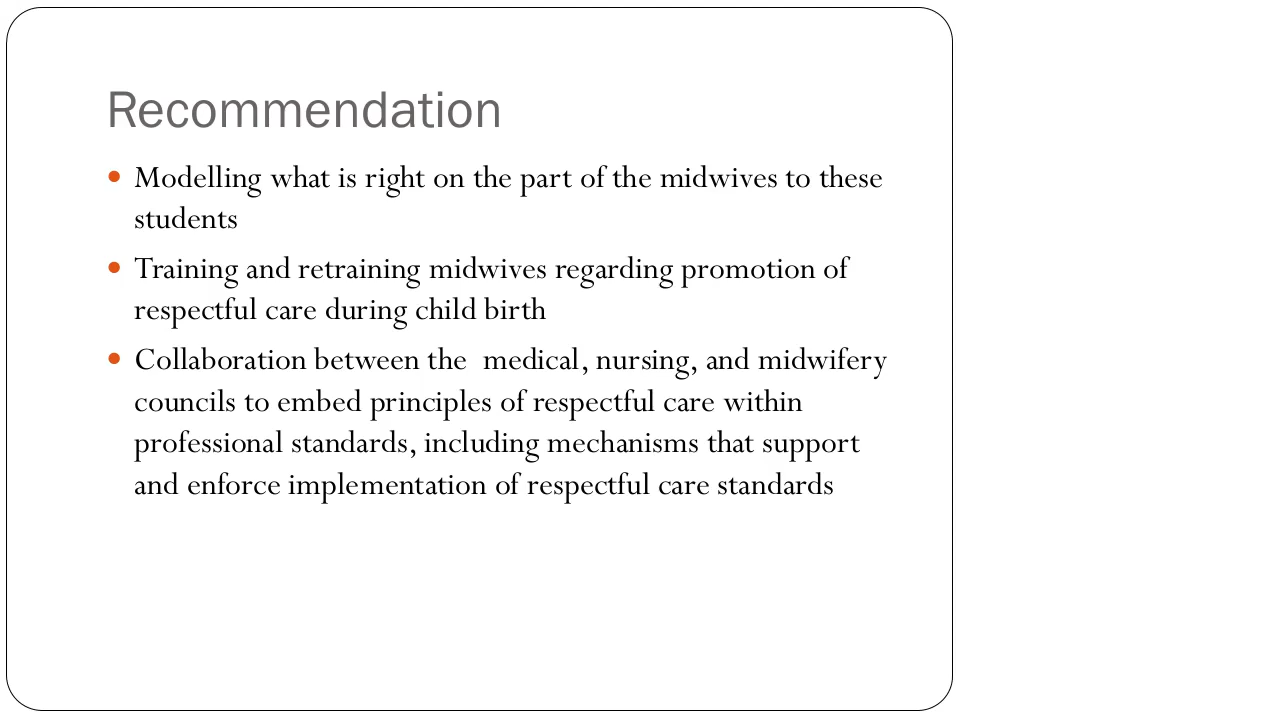 Recommendation
Modelling what is right on the part of the midwives to these
students
Training and retraining midwives regarding promotion of
respectful care during child birth
Collaboration between the  medical, nursing, and midwifery
councils to embed principles of respectful care within
professional standards, including mechanisms that support
and enforce implementation of respectful care standards